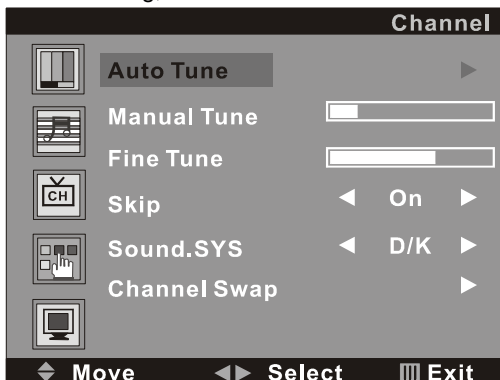 Channel
Auto Tune
Manual Tune
Fine Tune
CH
Skip On
Sound.SYS D/K
Channel Swap
Move Select Exit